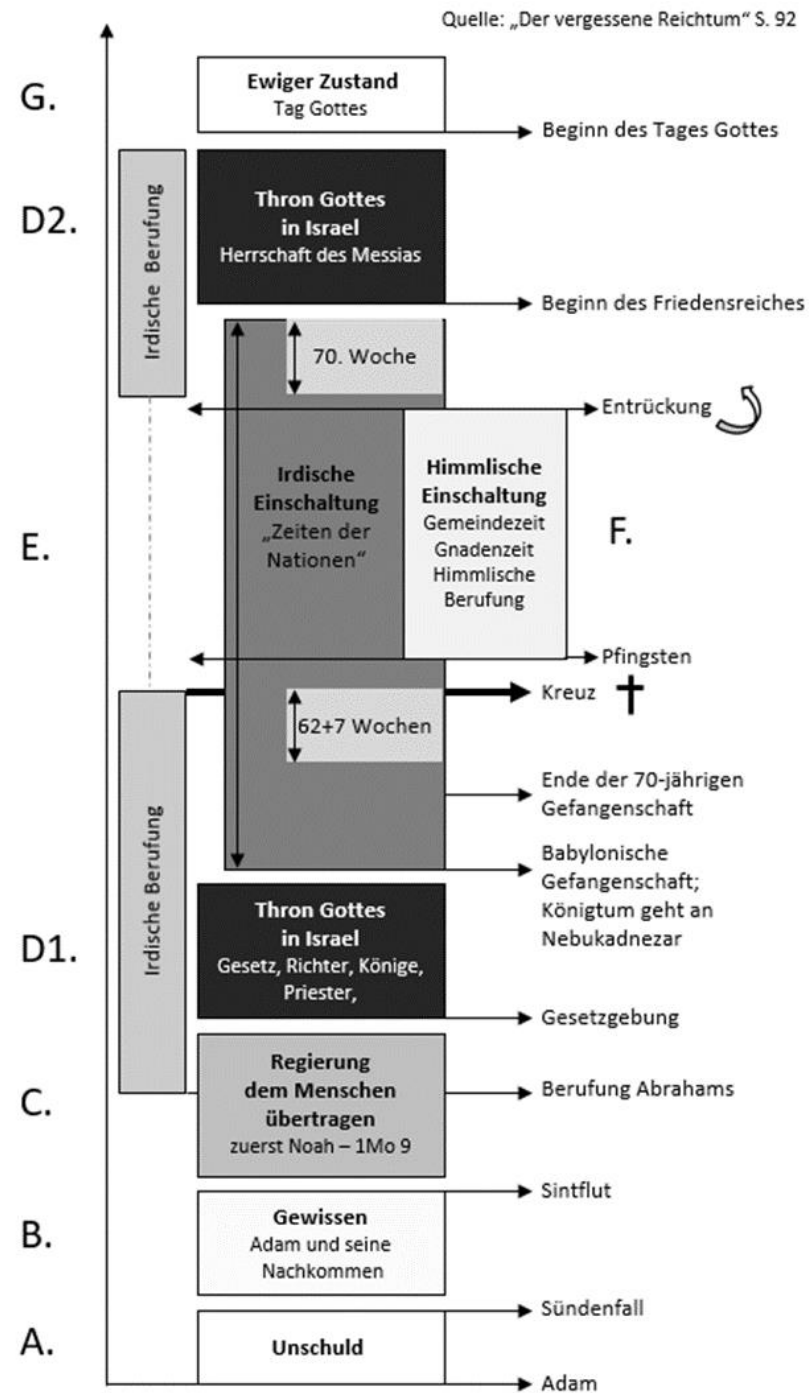 Quelle: „Der vergessene Reichtum“ S. 92
G.
Ewiger Zustand
Tag Gottes
Beginn des Tages Gottes
D2.
Irdische Berufung
Thron Gottes
in Israel
Herrschaft des Messias
Beginn des Friedensreiches
70. Woche
Entrückung
E.
Irdische
Einschaltung
„Zeiten der
Nationen“
Himmlische
Einschaltung
Gemeindezeit
Gnadenzeit
Himmlische
Berufung
F.
Pfingsten
Kreuz
62+7 Wochen
Ende der 70-jährigen
Gefangenschaft
Babylonische
Gefangenschaft;
Königtum geht an
Nebukadnezar
Irdische Berufung
D1.
Thron Gottes
in Israel
Gesetz, Richter, Könige,
Priester,
Gesetzgebung
C.
Regierung
dem Menschen
übertragen
zuerst Noah – 1Mo 9
Berufung Abrahams
Sintflut
B.
Gewissen
Adam und seine
Nachkommen
Sündenfall
A.
Unschuld
Adam